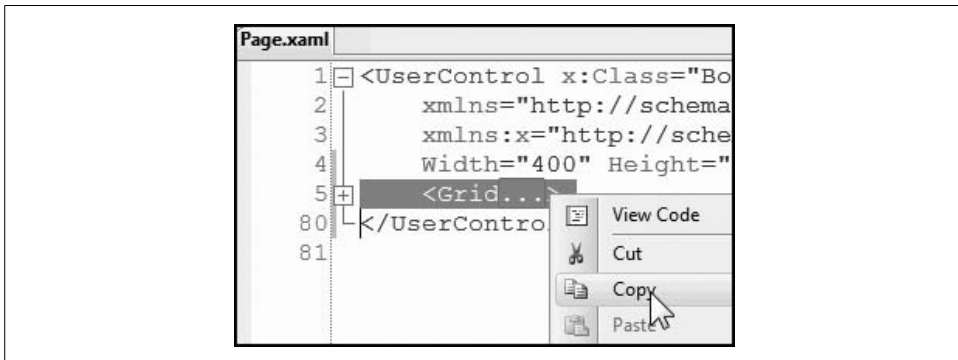 Page.xaml
1 <UserControl x:Class="Bo
2 xmlns="http://schema
3 xmlns:x="http://sche
4 Width="400" Height="
5 <Grid...>
80 </UserContro
81
View Code
Cut
Copy
Paste